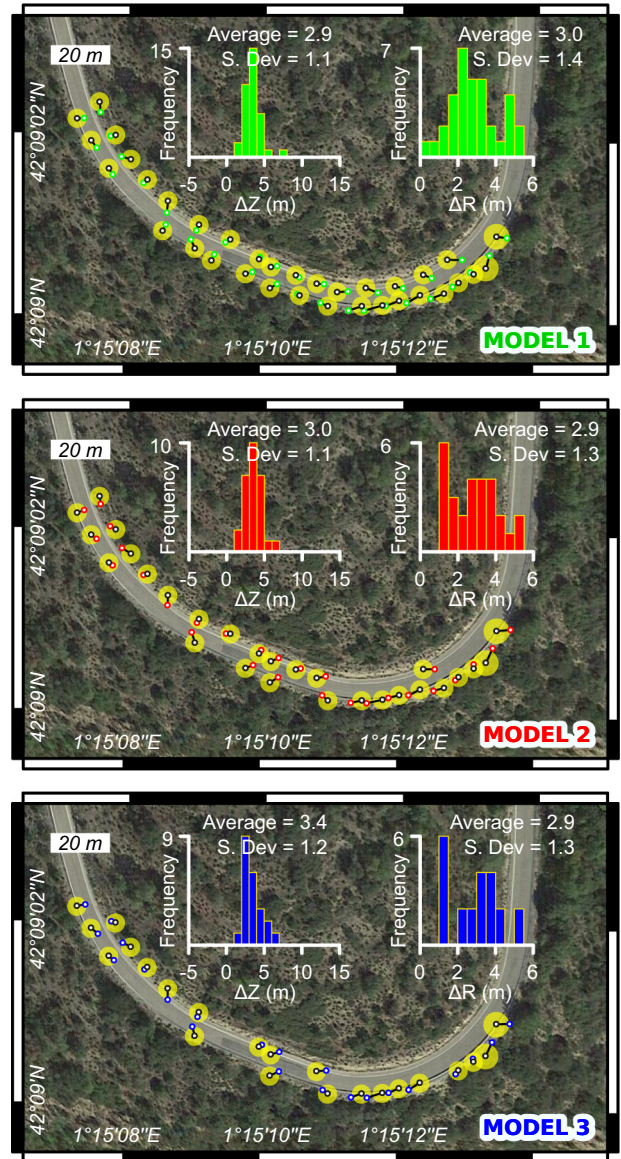 Average = 2.9
S. Dev = 1.1
Average = 3.0
S. Dev = 1.4
20 m
15
7
Frequency
Frequency
42°09'02"N
-5 0 5 15
0 2 4 6
ΔZ (m)
ΔR (m)
42°09'N
1°15'08"E
1°15'10"E
1°15'12"E
MODEL 1
Average = 3.0
S. Dev = 1.1
Average = 2.9
S. Dev = 1.3
20 m
10
6
Frequency
Frequency
42°09'02"N
-5 0 5 15
0 2 4 6
ΔZ (m)
ΔR (m)
42°09'N
1°15'08"E
1°15'10"E
1°15'12"E
MODEL 2
Average = 3.4
S. Dev = 1.2
Average = 2.9
S. Dev = 1.3
20 m
9
6
Frequency
Frequency
42°09'02"N
-5 0 5 15
0 2 4 6
ΔZ (m)
ΔR (m)
42°09'N
1°15'08"E
1°15'10"E
1°15'12"E
MODEL 3